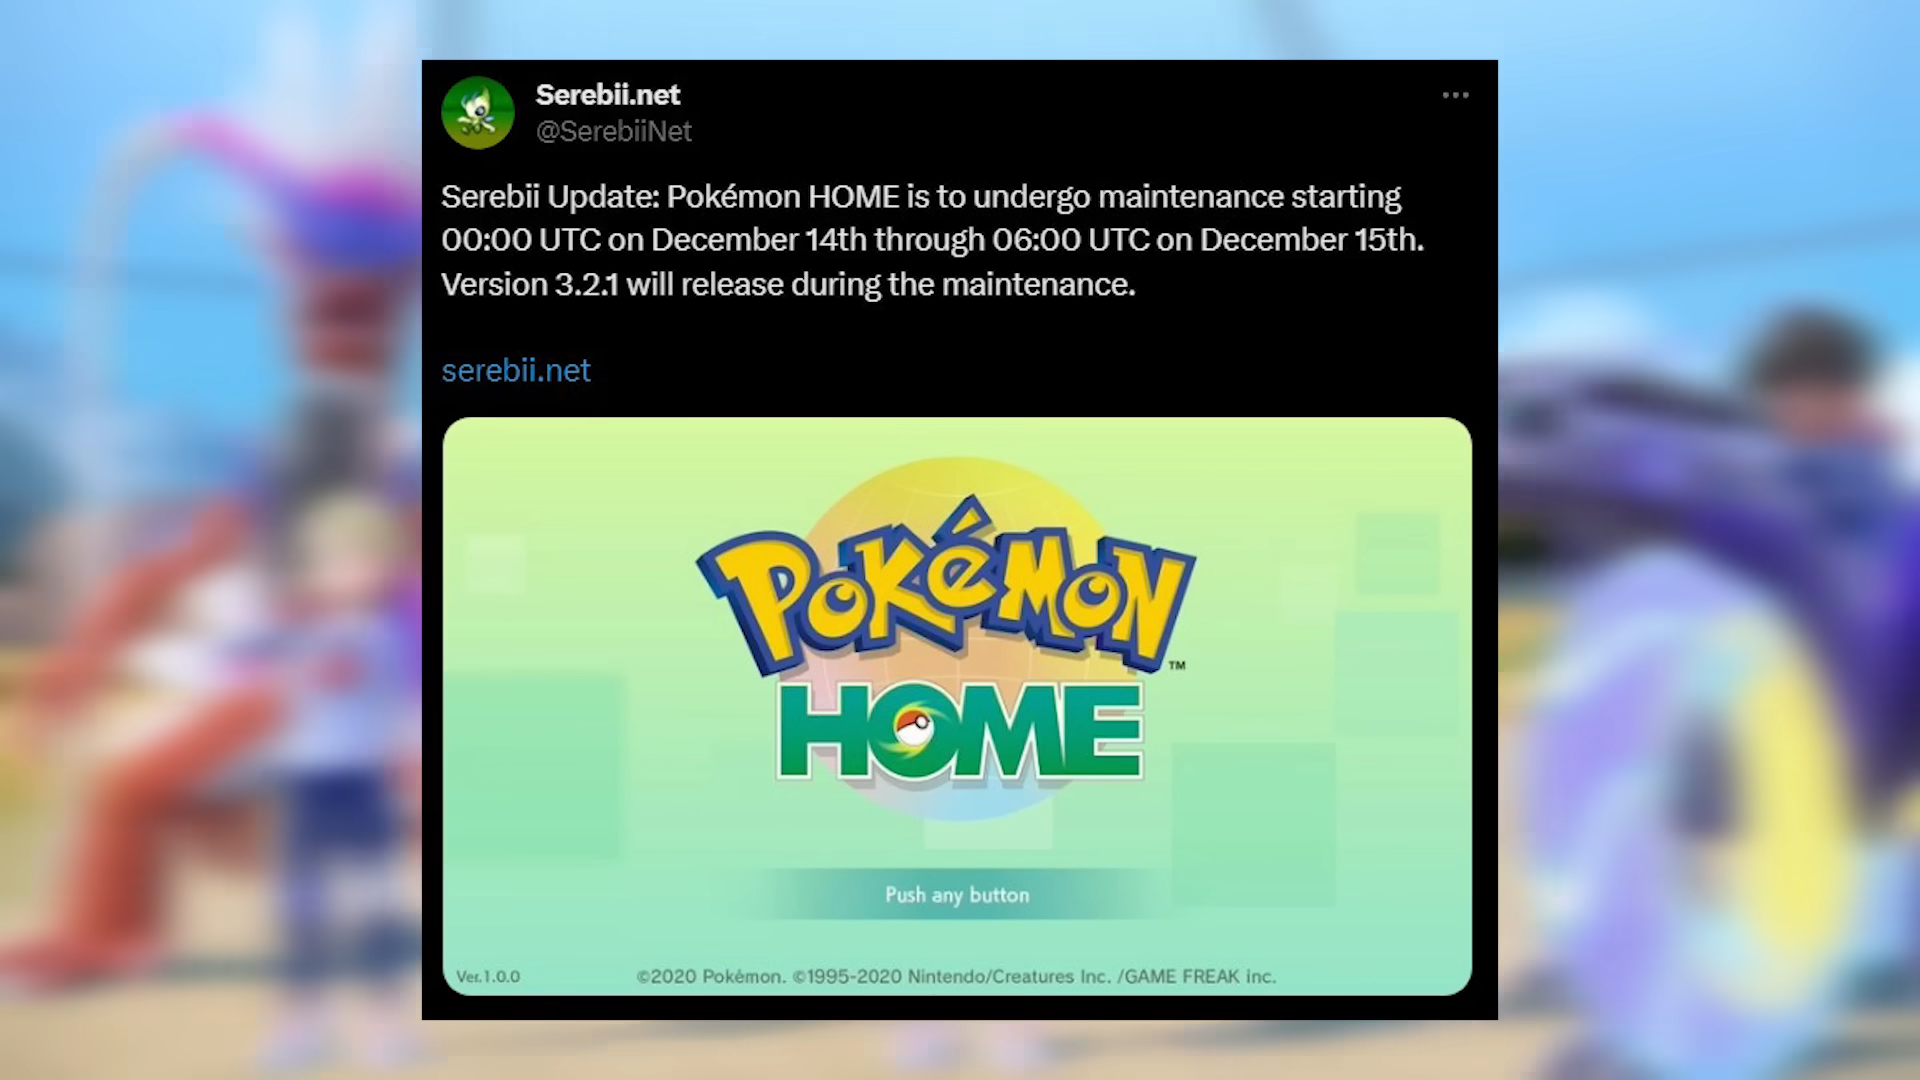 Serebii.net
@SerebiiNet
Serebii Update: Pokémon HOME is to undergo maintenance starting
00:00 UTC on December 14th through 06:00 UTC on December 15th.
Version 3.2.1 will release during the maintenance.
serebii.net
POKéMON
TM
HOME
Push any button
Ver.1.0.0
©2020 Pokémon. ©1995-2020 Nintendo/Creatures Inc. /GAME FREAK inc.